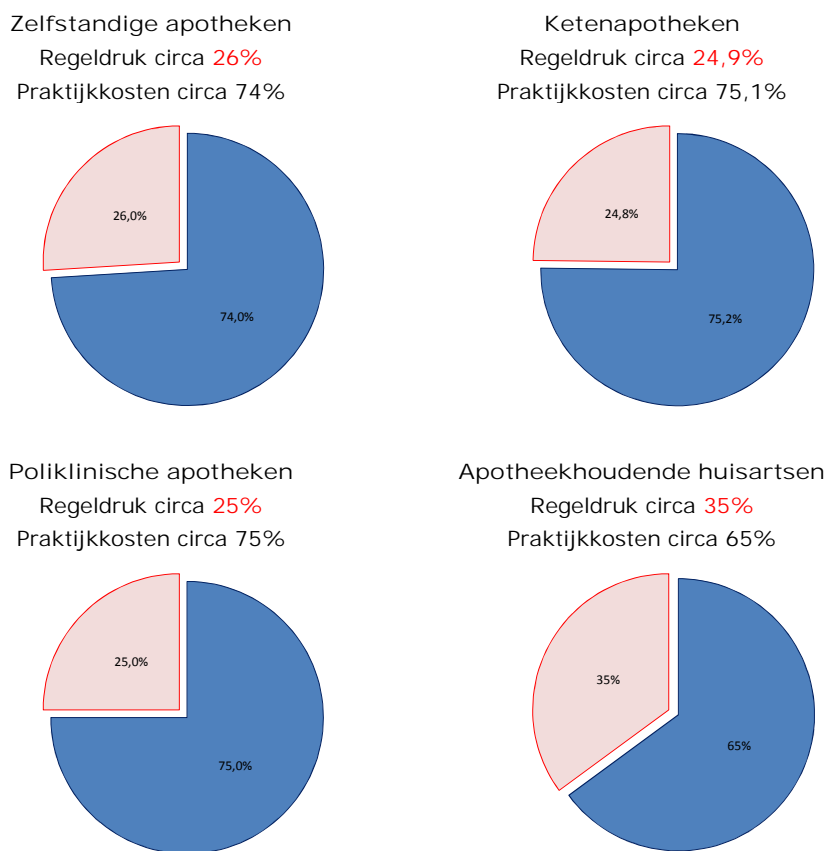 Zelfstandige apotheken
Regeldruk circa 26%
Praktijkkosten circa 74%
26,0%
74,0%
Ketenapotheken
Regeldruk circa 24,9%
Praktijkkosten circa 75,1%
24,8%
75,2%
Poliklinische apotheken
Regeldruk circa 25%
Praktijkkosten circa 75%
25,0%
75,0%
Apotheekhoudende huisartsen
Regeldruk circa 35%
Praktijkkosten circa 65%
35%
65%